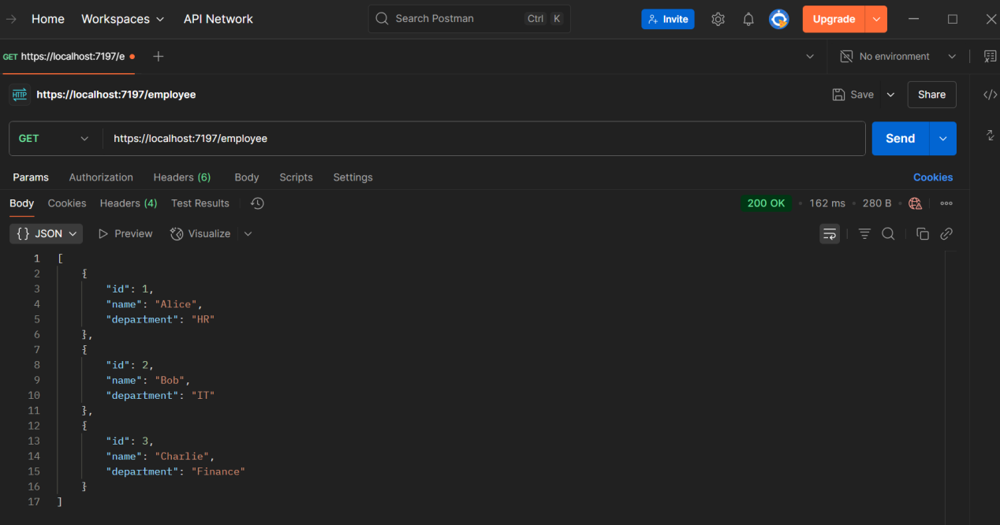 Home Workspaces API Network Search Postman Ctrl K Invite Upgrade
GET https://localhost:7197/e No environment
HTTP https://localhost:7197/employee Save Share
GET https://localhost:7197/employee Send
Params Authorization Headers (6) Body Scripts Settings Cookies
Body Cookies Headers (4) Test Results 200 OK • 162 ms • 280 B •
{} JSON Preview Visualize
1 [
2 {
3 "id": 1,
4 "name": "Alice",
5 "department": "HR"
6 },
7 {
8 "id": 2,
9 "name": "Bob",
10 "department": "IT"
11 },
12 {
13 "id": 3,
14 "name": "Charlie",
15 "department": "Finance"
16 }
17 ]